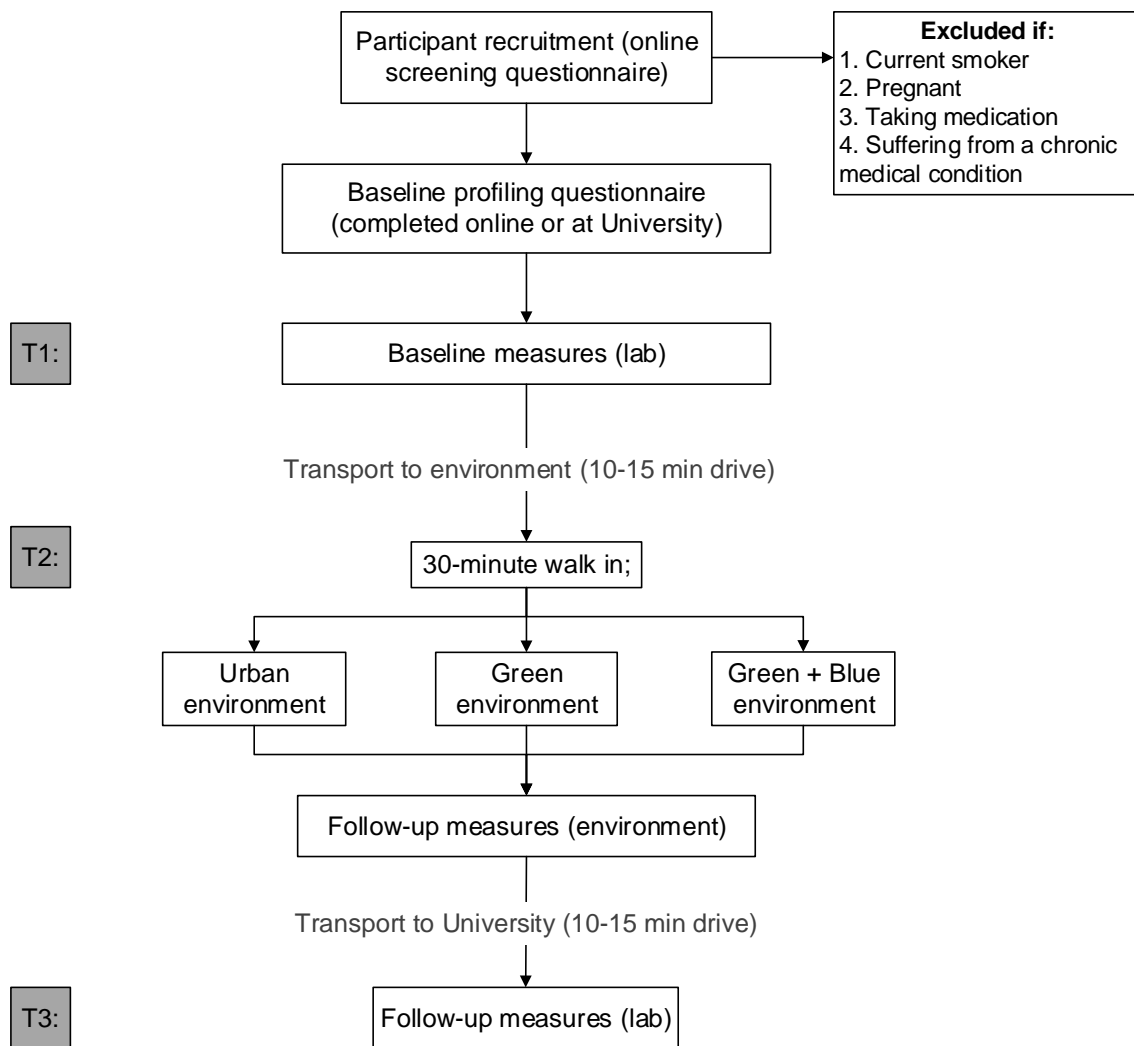 Participant recruitment (online
screening questionnaire)
Excluded if:
1. Current smoker
2. Pregnant
3. Taking medication
4. Suffering from a chronic
medical condition
Baseline profiling questionnaire
(completed online or at University)
T1:
Baseline measures (lab)
Transport to environment (10-15 min drive)
T2:
30-minute walk in;
Urban
environment
Green
environment
Green + Blue
environment
Follow-up measures (environment)
Transport to University (10-15 min drive)
T3:
Follow-up measures (lab)